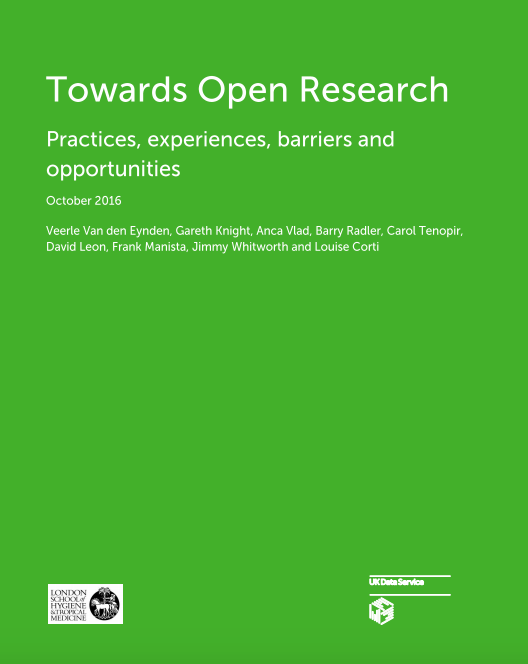 Towards Open Research
Practices, experiences, barriers and
opportunities
October 2016
Veerle Van den Eynden, Gareth Knight, Anca Vlad, Barry Radler, Carol Tenopir,
David Leon, Frank Manista, Jimmy Whitworth and Louise Corti
LONDON
SCHOOL of
HYGIENE
& TROPICAL
MEDICINE
UK Data Service